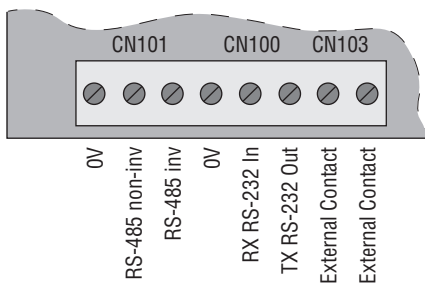 CN101 CN100 CN103
0V
RS-485 non-inv
RS-485 inv
0V
RX RS-232 In
TX RS-232 Out
External Contact
External Contact